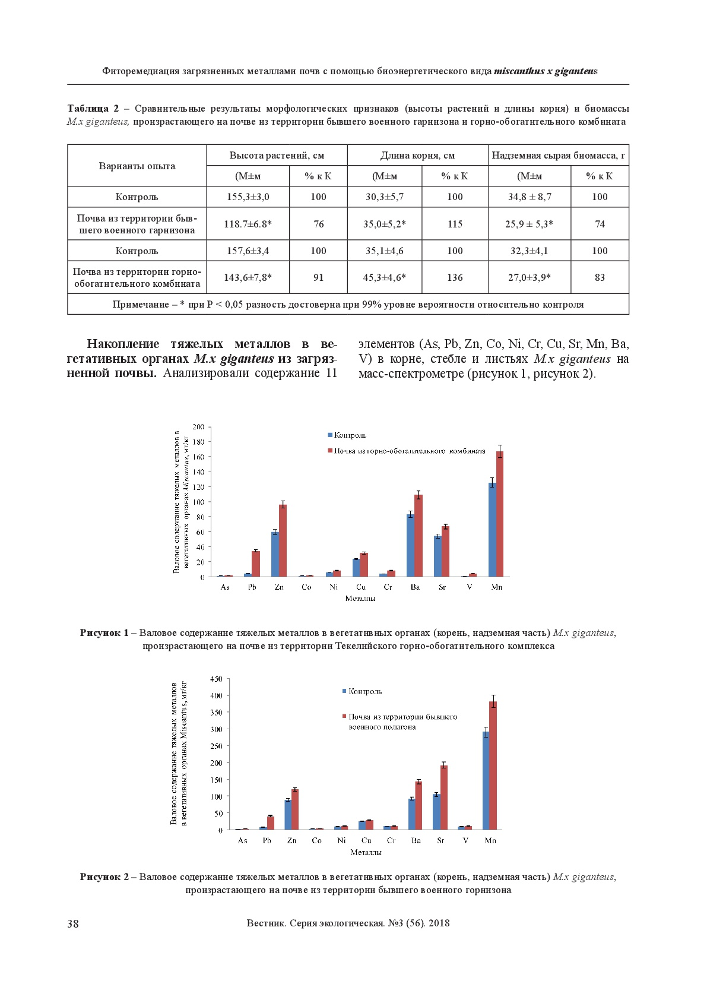 Фиторемедиация загрязненных металлами почв с помощью биоэнергетического вида miscanthus x giganteus
Таблица 2 – Сравнительные результаты морфологических признаков (высоты растений и длины корня) и биомассы
M.x giganteus, произрастающего на почве из территории бывшего военного гарнизона и горно-обогатительного комбината
Варианты опыта
Высота растений, см
Длина корня, см
Надземная сырая биомасса, г
(М±м
% к К
(М±м
% к К
(М±м
% к К
Контроль
155,3±3,0
100
30,3±5,7
100
34,8 ± 8,7
100
Почва из территории быв-
шего военного гарнизона
118.7±6.8*
76
35,0±5,2*
115
25,9 ± 5,3*
74
Контроль
157,6±3,4
100
35,1±4,6
100
32,3±4,1
100
Почва из территории горно-
обогатительного комбината
143,6±7,8*
91
45,3±4,6*
136
27,0±3,9*
83
Примечание – * при P < 0,05 разность достоверна при 99% уровне вероятности относительно контроля
Накопление тяжелых металлов в ве-
гетативных органах M.x giganteus из загряз-
ненной почвы. Анализировали содержание 11
элементов (As, Pb, Zn, Co, Ni, Cr, Cu, Sr, Mn, Ba,
V) в корне, стебле и листьях M.x giganteus на
масс-спектрометре (рисунок 1, рисунок 2).
Валовое содержание тяжелых металлов в
вегетативных органах Miscantus, мг/кг
200
180
160
140
120
100
80
60
40
20
0
Контроль
Почва из горно-обогатительного комбината
As Pb Zn Co Ni Cu Cr Ba Sr V Mn
Металлы
Рисунок 1 – Валовое содержание тяжелых металлов в вегетативных органах (корень, надземная часть) M.x giganteus,
произрастающего на почве из территории Текелийского горно-обогатительного комплекса
Валовое содержание тяжелых металлов
в вегетативных органах Miscantus, мг/кг
450
400
350
300
250
200
150
100
50
0
Контроль
Почва из территории бывшего
военного полигона
As Pb Zn Co Ni Cu Cr Ba Sr V Mn
Металлы
Рисунок 2 – Валовое содержание тяжелых металлов в вегетативных органах (корень, надземная часть) M.x giganteus,
произрастающего на почве из территории бывшего военного горнизона
38
Вестник. Серия экологическая. №3 (56). 2018